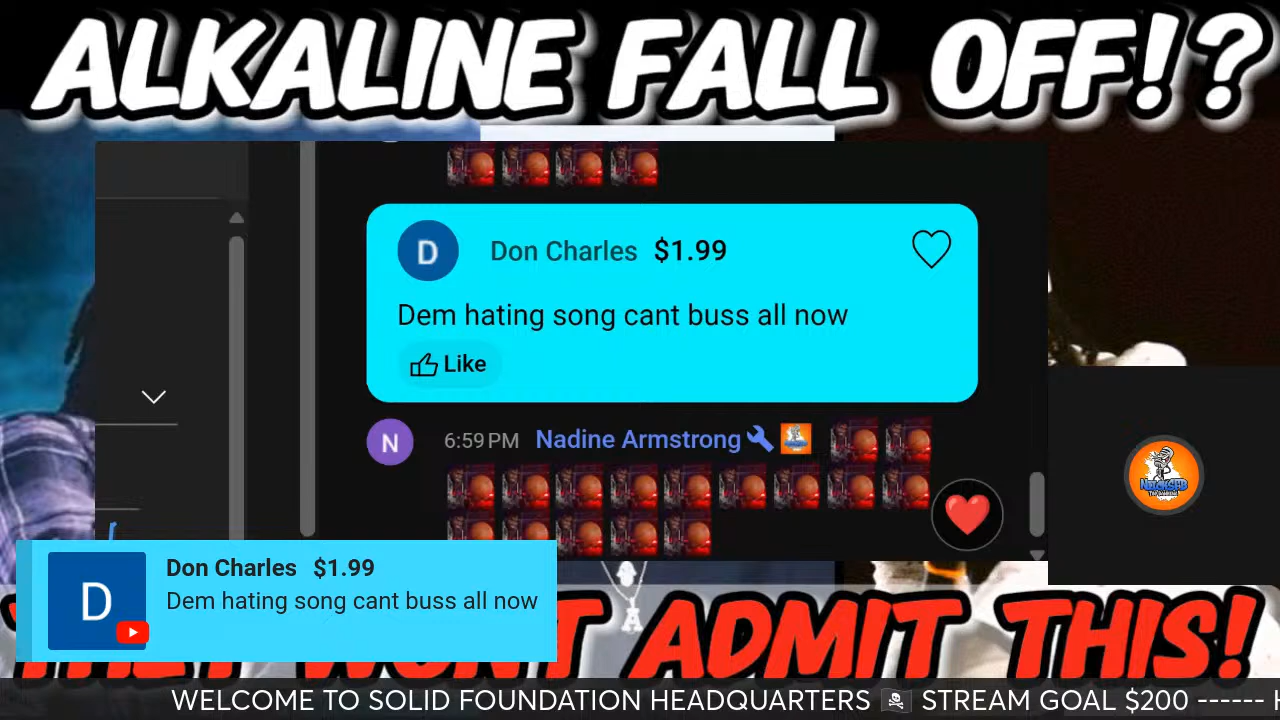 ALKALINE FALL OFF!?
D Don Charles $1.99
Dem hating song cant buss all now
Like
N 6:59 PM Nadine Armstrong
D Don Charles $1.99
Dem hating song cant buss all now
ADMIT THIS!
WELCOME TO SOLID FOUNDATION HEADQUARTERS ☠ STREAM GOAL $200 ------ H